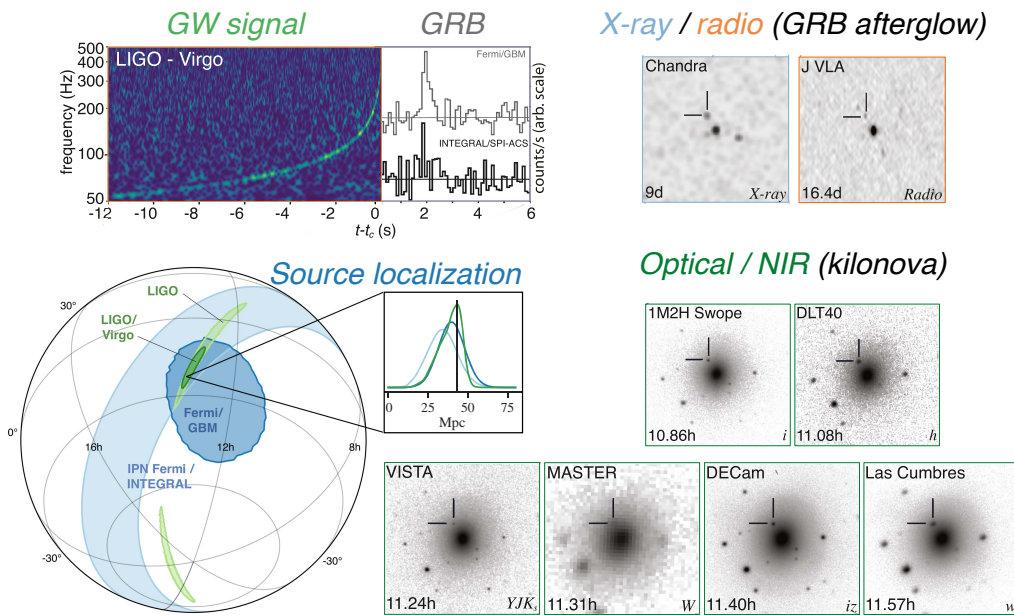 GW signal
GRB
X-ray / radio (GRB afterglow)
LIGO - Virgo
Fermi/GBM
INTEGRAL/SPI-ACS
frequency (Hz)
500
400
300
200
100
50
counts/s (arb. scale)
-12
-10
-8
-6
-4
-2
0
2
4
6
t-tc (s)
Chandra
9d
X-ray
J VLA
16.4d
Radio
Source localization
LIGO
LIGO/
Virgo
Fermi/
GBM
IPN Fermi /
INTEGRAL
30°
30°
0°
16h
12h
8h
-30°
-30°
0
25
50
75
Mpc
Optical / NIR (kilonova)
1M2H Swope
10.86h
i
DLT40
11.08h
h
VISTA
11.24h
YJKs
MASTER
11.31h
W
DECam
11.40h
iz
Las Cumbres
11.57h
w